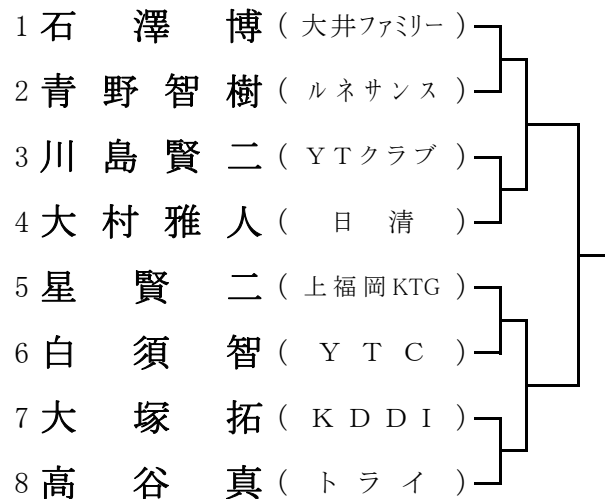 1 石澤博 (大井ファミリー)
2 青野智樹 (ルネサンス)
3 川島賢二 (YTクラブ)
4 大村雅人 (日清)
5 星賢二 (上福岡KTG)
6 白須智 (YTC)
7 大塚拓 (KDDI)
8 高谷真 (トライ)